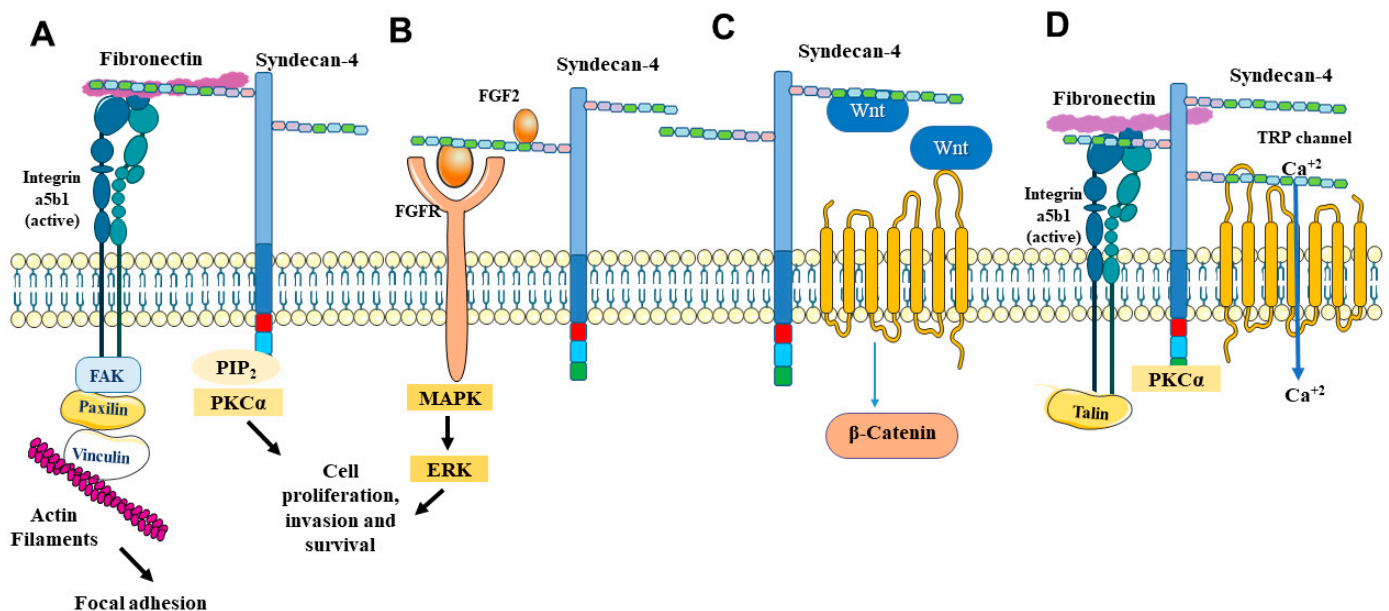 A
Fibronectin
Syndecan-4
Integrin
a5b1
(active)
FAK
Paxilin
Vinculin
Actin
Filaments
Focal adhesion
PIP₂
PKCα
Cell
proliferation,
invasion and
survival
B
Syndecan-4
FGF2
FGFR
MAPK
ERK
C
Syndecan-4
Wnt
Wnt
β-Catenin
D
Syndecan-4
Fibronectin
TRP channel
Ca⁺²
Integrin
a5b1
(active)
PKCα
Talin
Ca⁺²